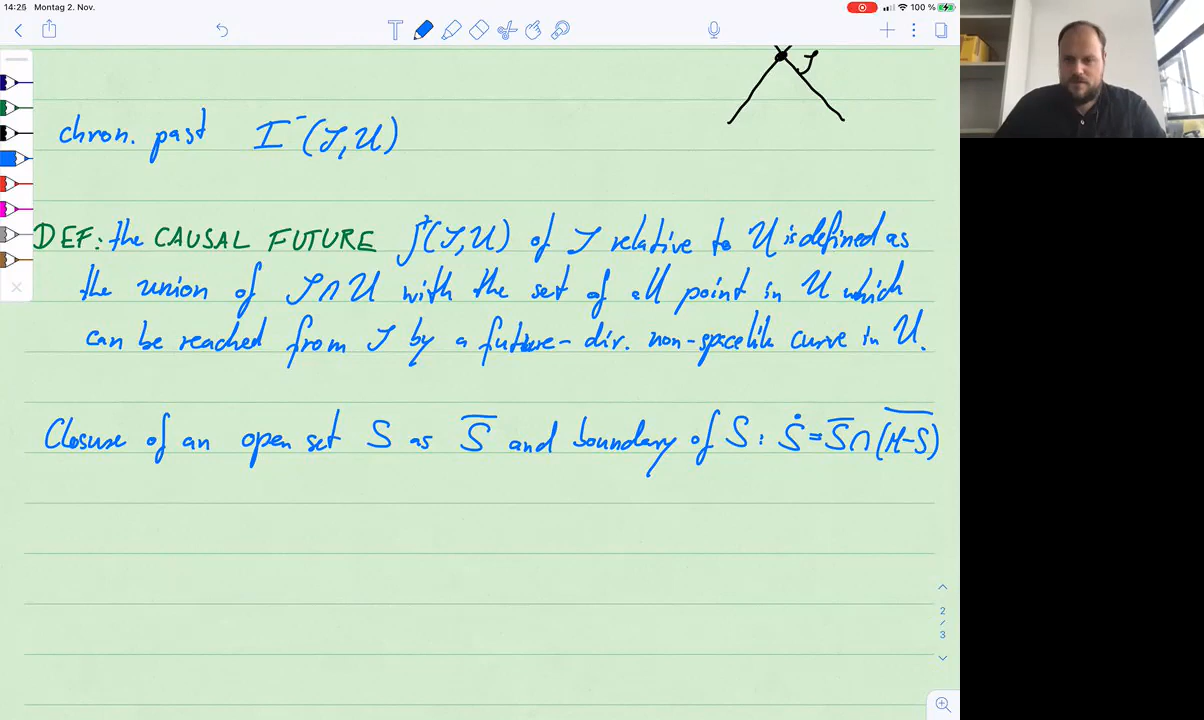 14:26 Montag 2. Nov. 100 %
𝒮
chron. past I⁻(𝒮,𝒰)
DEF: the CAUSAL FUTURE J⁺(𝒮,𝒰) of 𝒮 relative to 𝒰 is defined as
the union of 𝒮∩𝒰 with the set of all point in 𝒰 which
can be reached from 𝒮 by a future-dir. non-spacelik curve in 𝒰.
Closure of an open set S as S̅ and boundary of S: Ṡ = S̅∩(M-S)̅
2
/
3